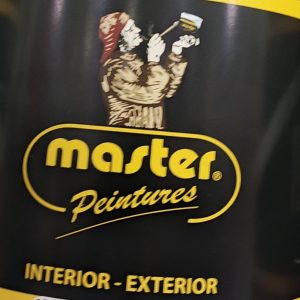 master®
Peintures
INTERIOR - EXTERIOR